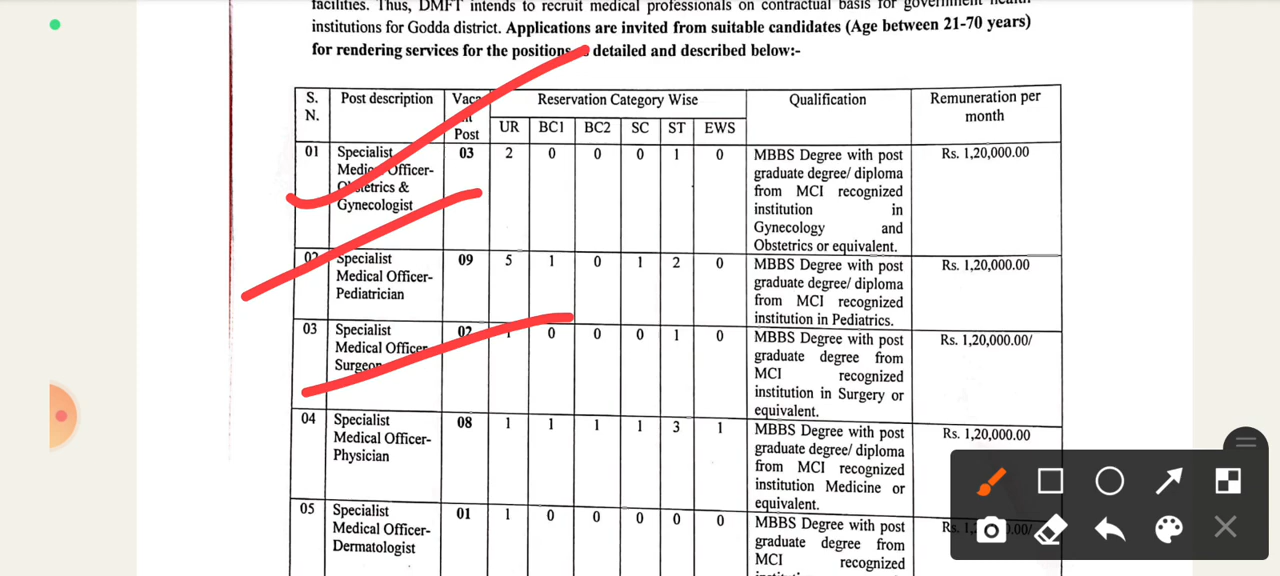 facilities. Thus, DMFT intends to recruit medical professionals on contractual basis for government health
institutions for Godda district. Applications are invited from suitable candidates (Age between 21-70 years)
for rendering services for the positions detailed and described below:-
S. N. Post description Vacant Post Reservation Category Wise Qualification Remuneration per month
UR BC1 BC2 SC ST EWS
01 Specialist Medical Officer- Obstetrics & Gynecologist 03 2 0 0 0 1 0 MBBS Degree with post graduate degree/ diploma from MCI recognized institution in Gynecology and Obstetrics or equivalent. Rs. 1,20,000.00
02 Specialist Medical Officer- Pediatrician 09 5 1 0 1 2 0 MBBS Degree with post graduate degree/ diploma from MCI recognized institution in Pediatrics. Rs. 1,20,000.00
03 Specialist Medical Officer Surgeon 02 1 0 0 0 1 0 MBBS Degree with post graduate degree from MCI recognized institution in Surgery or equivalent. Rs. 1,20,000.00/
04 Specialist Medical Officer- Physician 08 1 1 1 1 3 1 MBBS Degree with post graduate degree/ diploma from MCI recognized institution Medicine or equivalent. Rs. 1,20,000.00
05 Specialist Medical Officer- Dermatologist 01 1 0 0 0 0 0 MBBS Degree with post graduate degree from MCI recognized